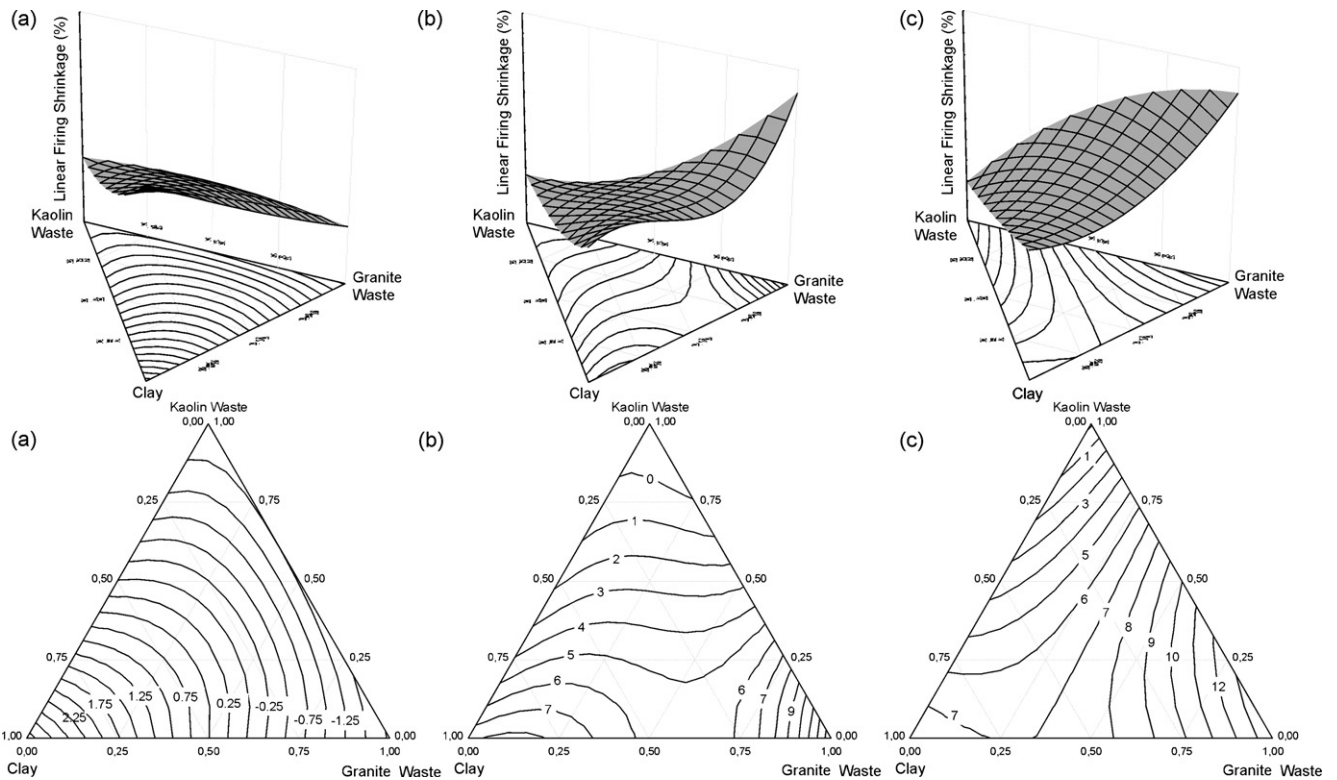 (a)
Linear Firing Shrinkage (%)
Kaolin
Waste
Granite
Waste
Clay
(b)
Linear Firing Shrinkage (%)
Kaolin
Waste
Granite
Waste
Clay
(c)
Linear Firing Shrinkage (%)
Kaolin
Waste
Granite
Waste
Clay
(a)
Kaolin Waste
0,00 1,00
0,25 0,75
0,50 0,50
0,75 0,25
2.25 1.75 1.25 0.75 0.25 -0.25 -0.75 -1.25
1,00 0,00
0,00 0,25 0,50 0,75 1,00
Clay Granite Waste
(b)
Kaolin Waste
0,00 1,00
0
0,25 0,75
1
2
0,50 0,50
3
4
0,75 5 0,25
6 6
7 7
9
1,00 0,00
0,00 0,25 0,50 0,75 1,00
Clay Granite Waste
(c)
Kaolin Waste
0,00 1,00
1
0,25 3 0,75
5
0,50 0,50
6
7
8
9
0,75 10 0,25
12
7
1,00 0,00
0,00 0,25 0,50 0,75 1,00
Clay Granite Waste